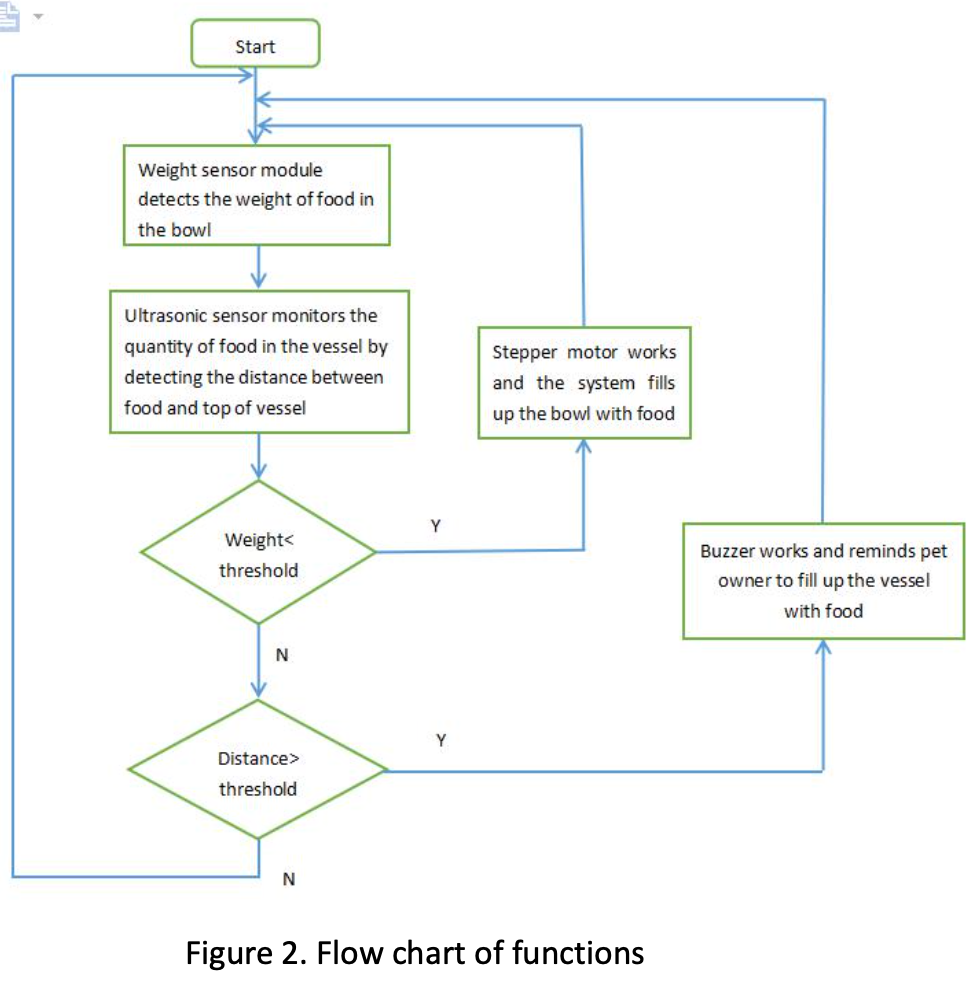 Start
Weight sensor module
detects the weight of food in
the bowl
Ultrasonic sensor monitors the
quantity of food in the vessel by
detecting the distance between
food and top of vessel
Stepper motor works
and the system fills
up the bowl with food
Weight<
threshold
Y
Buzzer works and reminds pet
owner to fill up the vessel
with food
N
Distance>
threshold
Y
N
Figure 2. Flow chart of functions